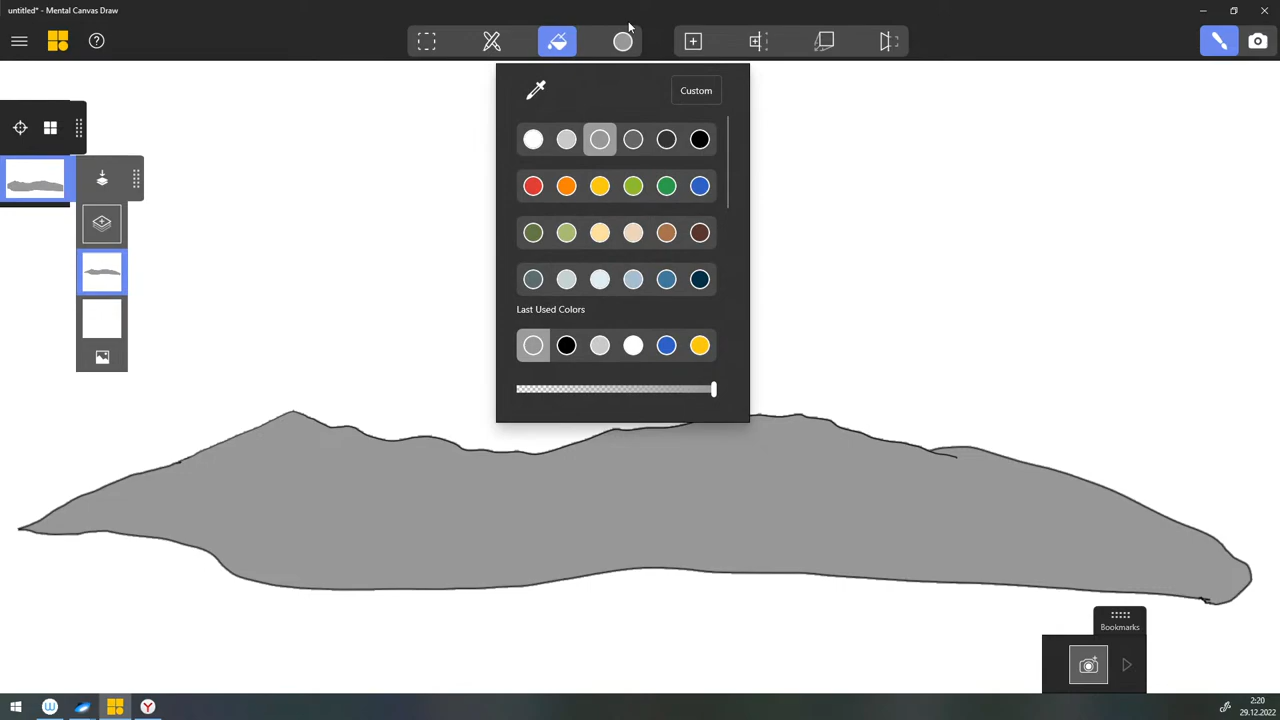 untitled* - Mental Canvas Draw
Custom
Last Used Colors
Bookmarks
2:20
29.12.2022